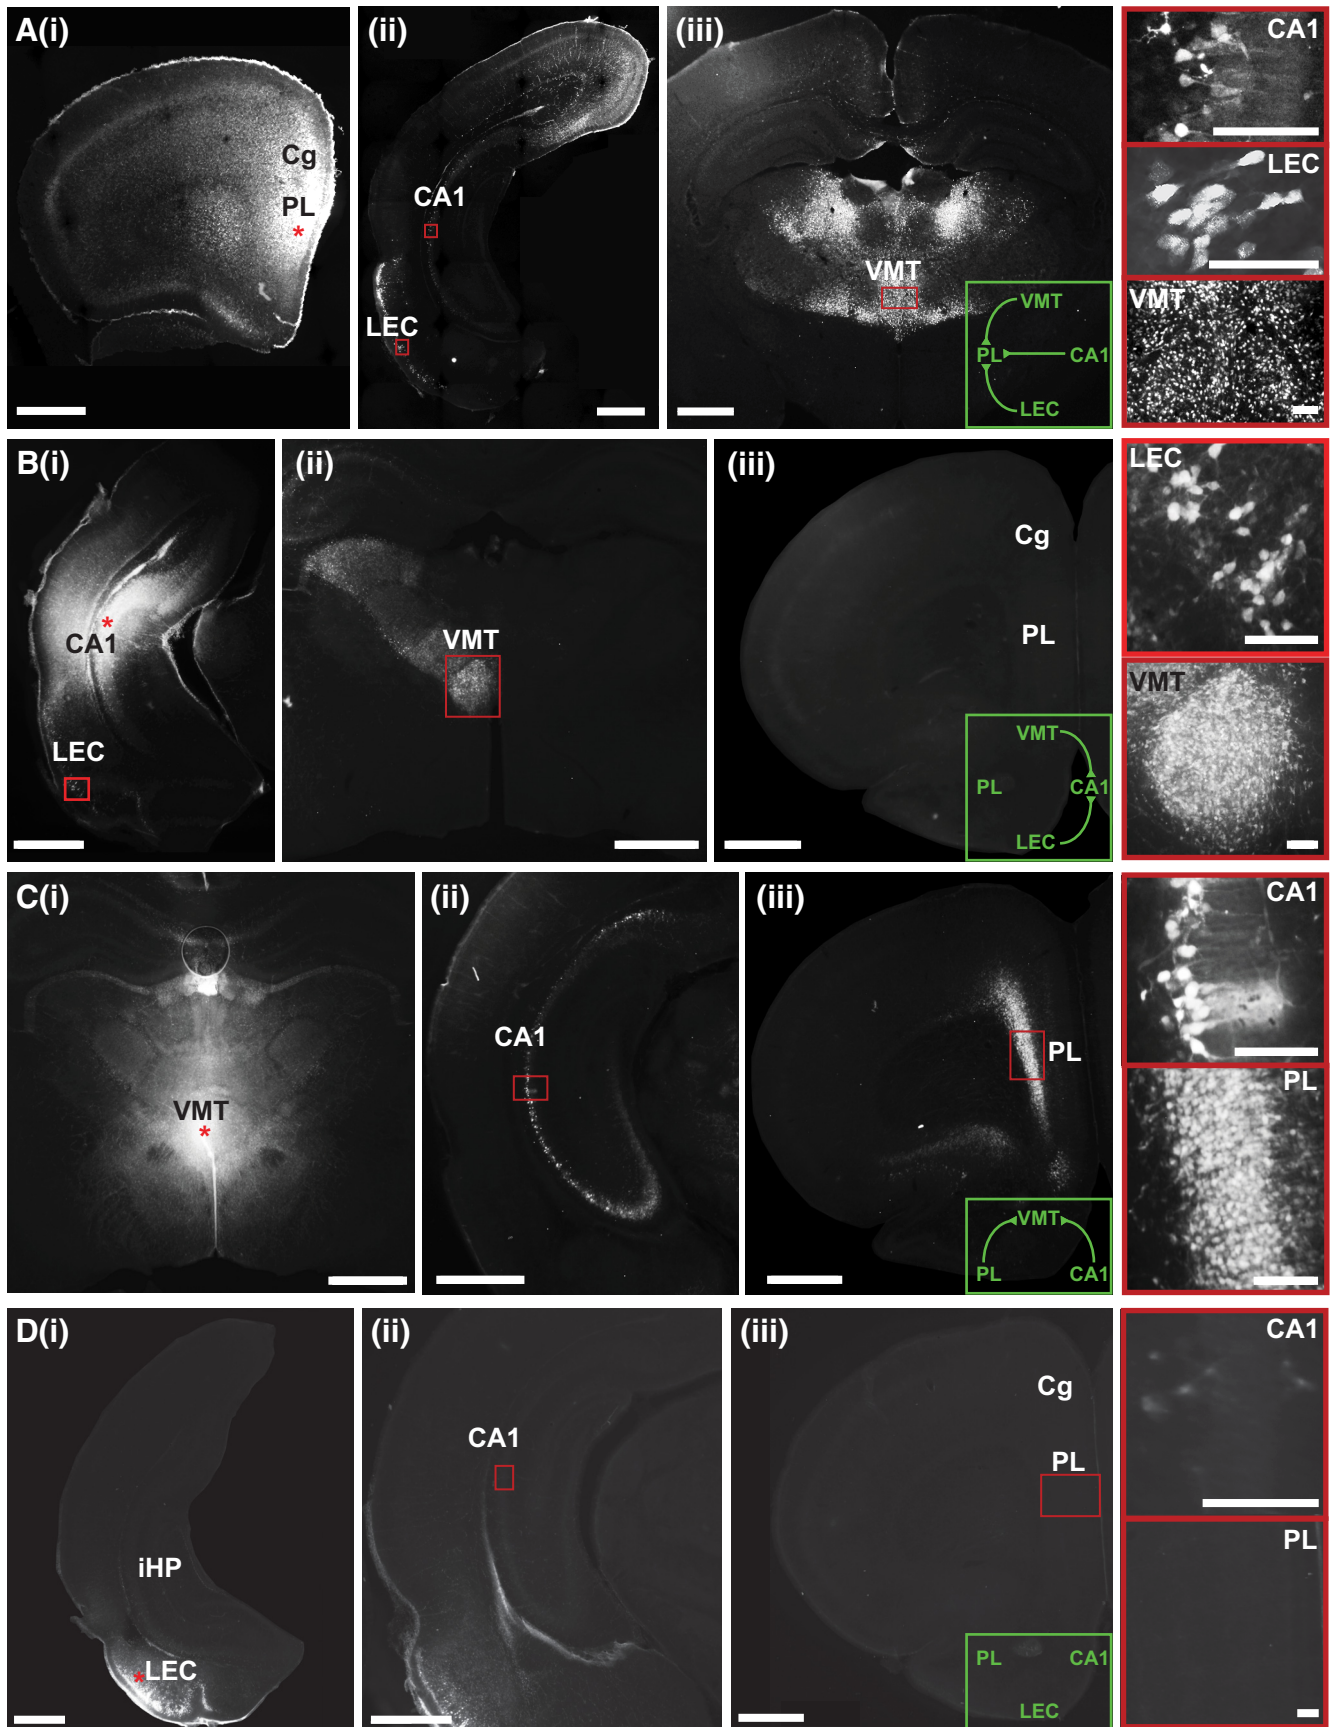 A(i)
Cg
PL
*
(ii)
CA1
LEC
(iii)
VMT
VMT
PL CA1
LEC
CA1
LEC
VMT
B(i)
*
CA1
LEC
(ii)
VMT
(iii)
Cg
PL
VMT
PL CA1
LEC
LEC
VMT
C(i)
VMT
*
(ii)
CA1
(iii)
PL
VMT
PL CA1
CA1
PL
D(i)
iHP
*LEC
(ii)
CA1
(iii)
Cg
PL
PL CA1
LEC
CA1
PL